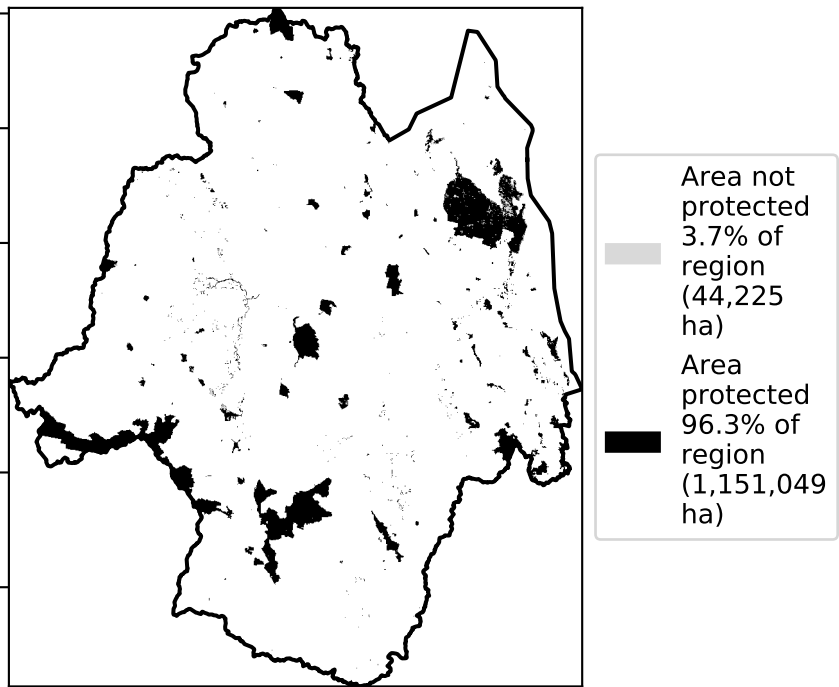 Area not
protected
3.7% of
region
(44,225
ha)
Area
protected
96.3% of
region
(1,151,049
ha)